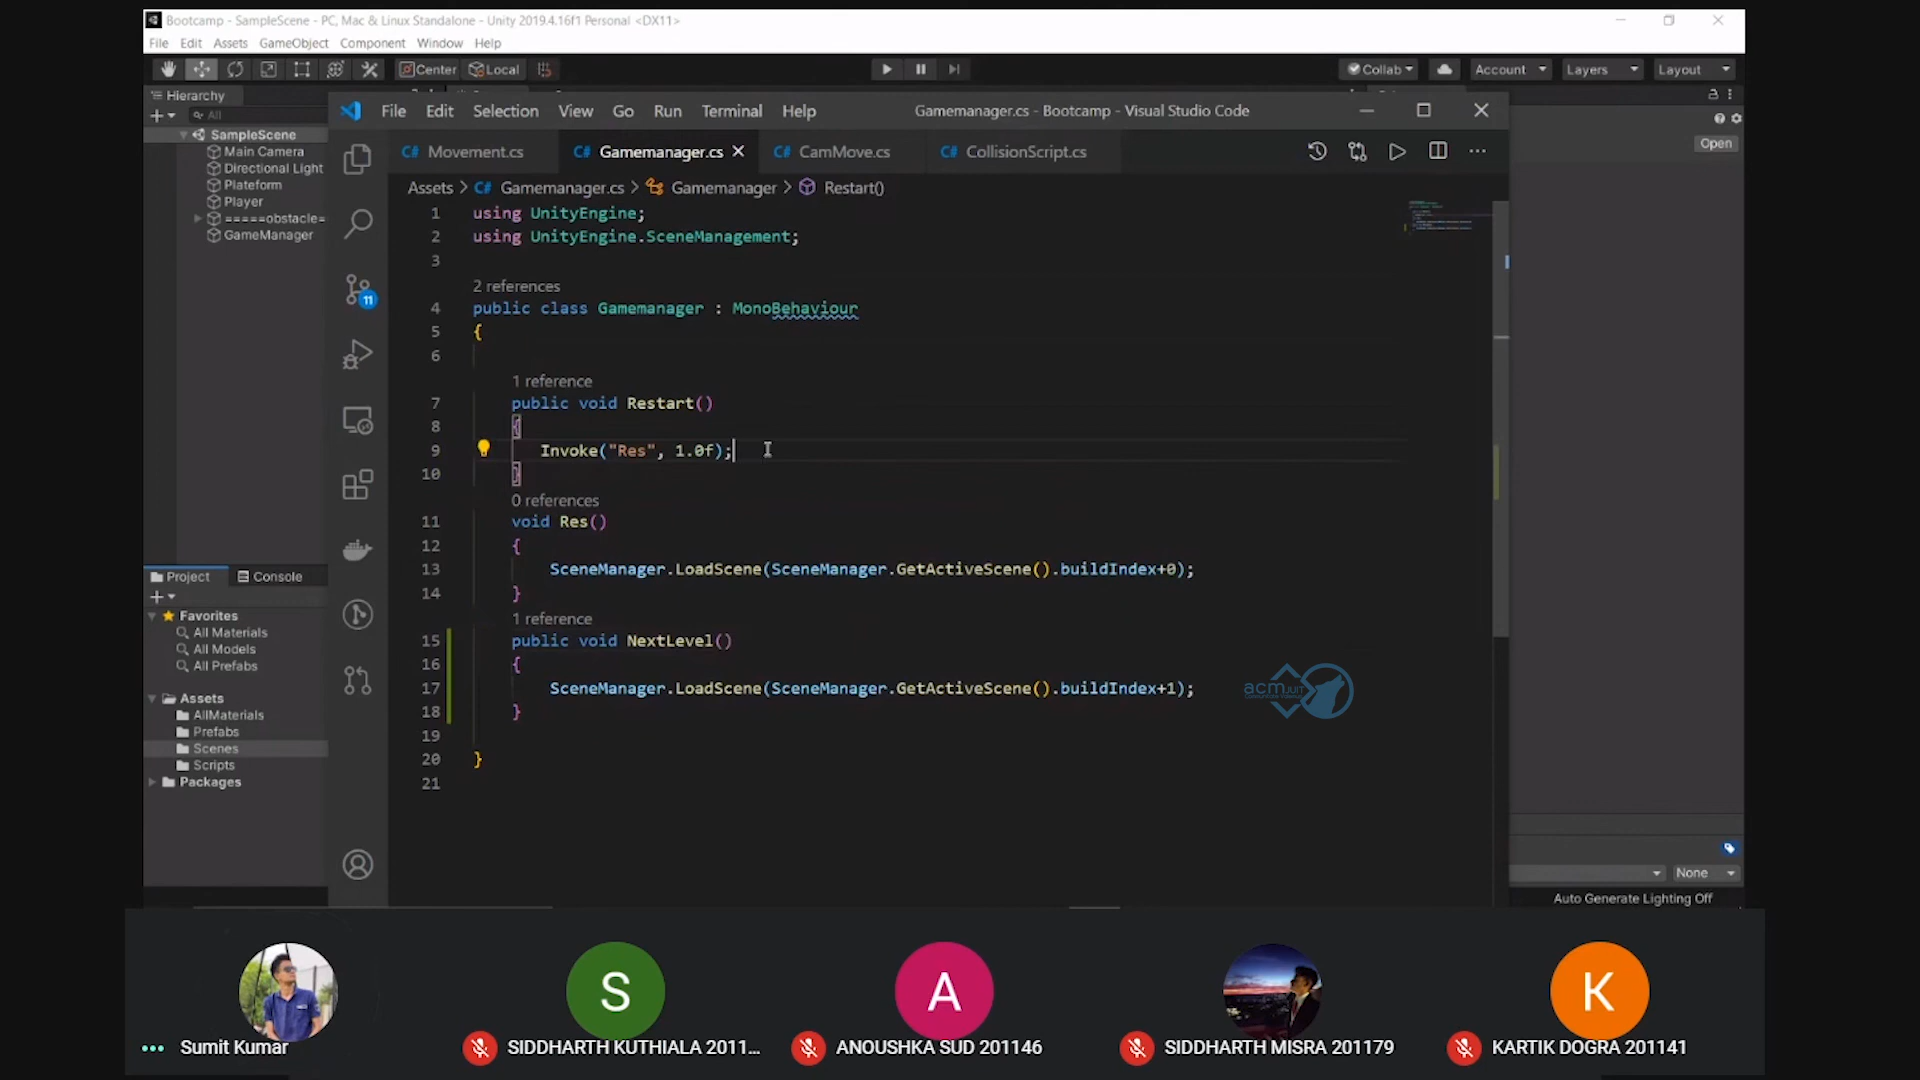 Bootcamp - SampleScene - PC, Mac & Linux Standalone - Unity 2019.4.16f1 Personal <DX11>
File Edit Assets GameObject Component Window Help
Center Local Collab Account Layers Layout
Hierarchy
All
SampleScene
Main Camera
Directional Light
Plateform
Player
=====obstacle=
GameManager
File Edit Selection View Go Run Terminal Help Gamemanager.cs - Bootcamp - Visual Studio Code
C# Movement.cs C# Gamemanager.cs C# CamMove.cs C# CollisionScript.cs
Open
Assets > C# Gamemanager.cs > Gamemanager > Restart()
1 using UnityEngine;
2 using UnityEngine.SceneManagement;
3
2 references
4 public class Gamemanager : MonoBehaviour
5 {
6
1 reference
7 public void Restart()
8 {
9 Invoke("Res", 1.0f);
10 }
0 references
11 void Res()
12 {
13 SceneManager.LoadScene(SceneManager.GetActiveScene().buildIndex+0);
14 }
1 reference
15 public void NextLevel()
16 {
17 SceneManager.LoadScene(SceneManager.GetActiveScene().buildIndex+1);
18 }
19
20 }
21
11
Project Console
Favorites
All Materials
All Models
All Prefabs
Assets
AllMaterials
Prefabs
Scenes
Scripts
Packages
acm JUIT
None
Auto Generate Lighting Off
S A K
Sumit Kumar SIDDHARTH KUTHIALA 2011... ANOUSHKA SUD 201146 SIDDHARTH MISRA 201179 KARTIK DOGRA 201141